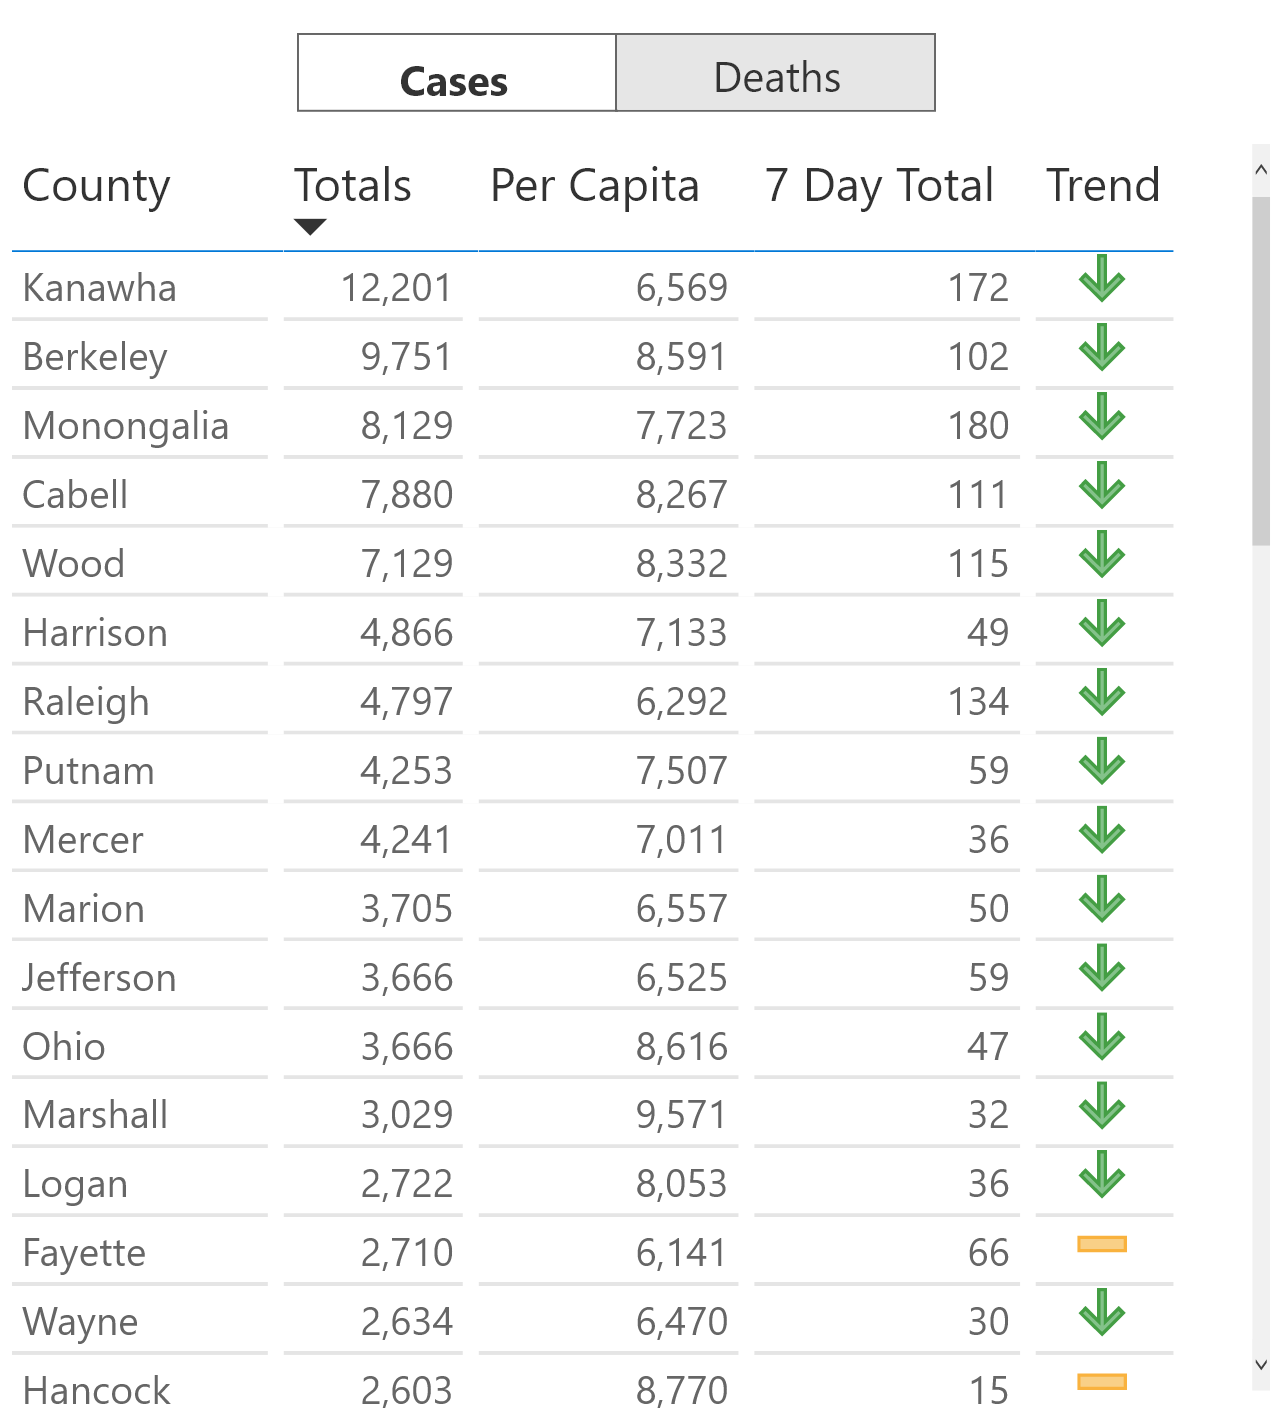 Cases Deaths
County Totals Per Capita 7 Day Total Trend
Kanawha 12,201 6,569 172
Berkeley 9,751 8,591 102
Monongalia 8,129 7,723 180
Cabell 7,880 8,267 111
Wood 7,129 8,332 115
Harrison 4,866 7,133 49
Raleigh 4,797 6,292 134
Putnam 4,253 7,507 59
Mercer 4,241 7,011 36
Marion 3,705 6,557 50
Jefferson 3,666 6,525 59
Ohio 3,666 8,616 47
Marshall 3,029 9,571 32
Logan 2,722 8,053 36
Fayette 2,710 6,141 66
Wayne 2,634 6,470 30
Hancock 2,603 8,770 15